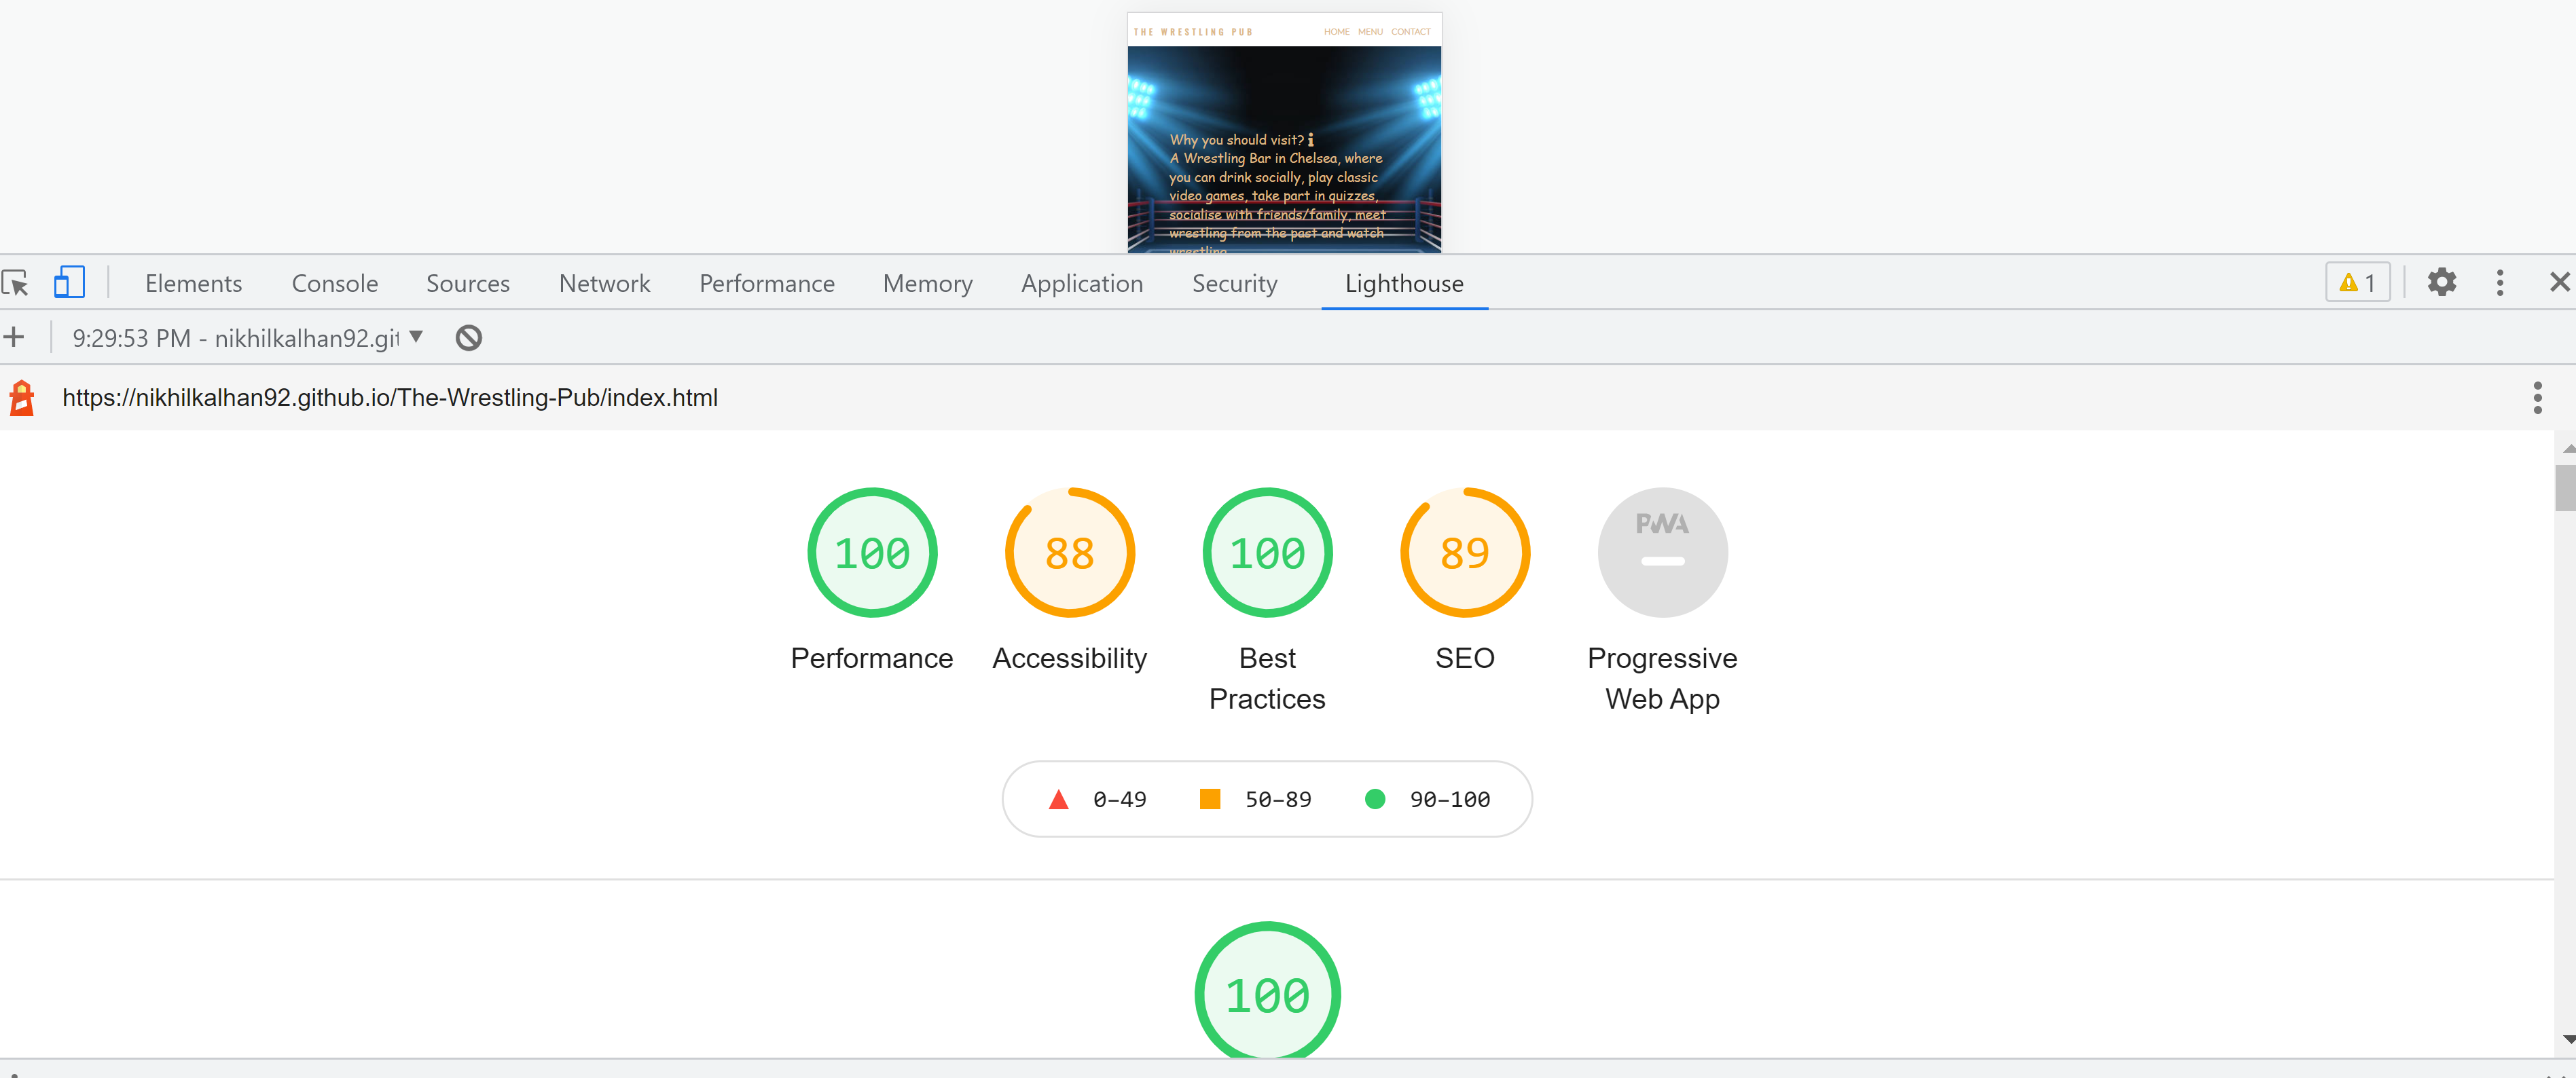 THE WRESTLING PUB
HOME MENU CONTACT
Why you should visit?
A Wrestling Bar in Chelsea, where
you can drink socially, play classic
video games, take part in quizzes,
socialise with friends/family, meet
wrestling from the past and watch
wrestling
Elements Console Sources Network Performance Memory Application Security Lighthouse 1
9:29:53 PM - nikhilkalhan92.git
https://nikhilkalhan92.github.io/The-Wrestling-Pub/index.html
100 88 100 89 PWA
Performance Accessibility Best SEO Progressive
Practices Web App
0–49 50–89 90–100
100